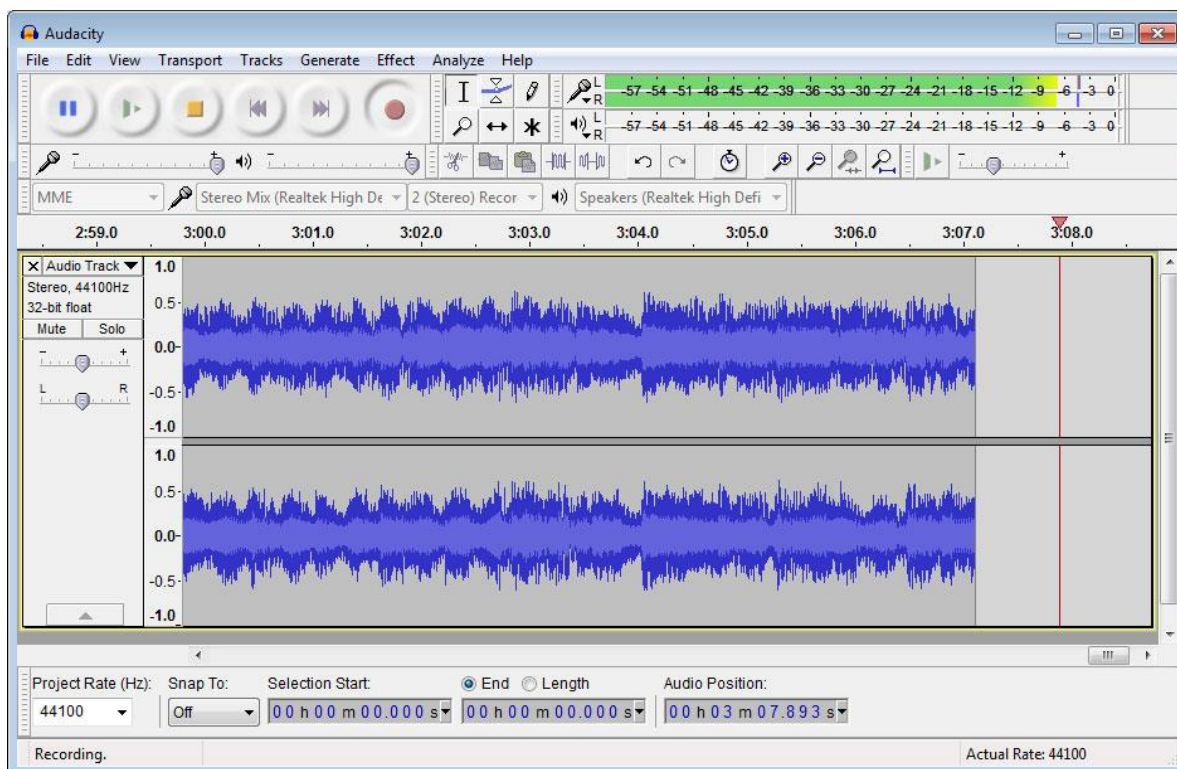 Audacity
File Edit View Transport Tracks Generate Effect Analyze Help
L
R
-57 -54 -51 -48 -45 -42 -39 -36 -33 -30 -27 -24 -21 -18 -15 -12 -9 -6 -3 0
L
R
-57 -54 -51 -48 -45 -42 -39 -36 -33 -30 -27 -24 -21 -18 -15 -12 -9 -6 -3 0
- + 
MME Stereo Mix (Realtek High De 2 (Stereo) Recor Speakers (Realtek High Defi
2:59.0 3:00.0 3:01.0 3:02.0 3:03.0 3:04.0 3:05.0 3:06.0 3:07.0 3:08.0
X Audio Track 1.0
Stereo, 44100Hz
32-bit float
0.5
Mute Solo
- + 0.0
L R
-0.5
-1.0
1.0
0.5
0.0
-0.5
-1.0
Project Rate (Hz): Snap To: Selection Start: End Length Audio Position:
44100 Off 00 h 00 m 00.000 s 00 h 00 m 00.000 s 00 h 03 m 07.893 s
Recording. Actual Rate: 44100